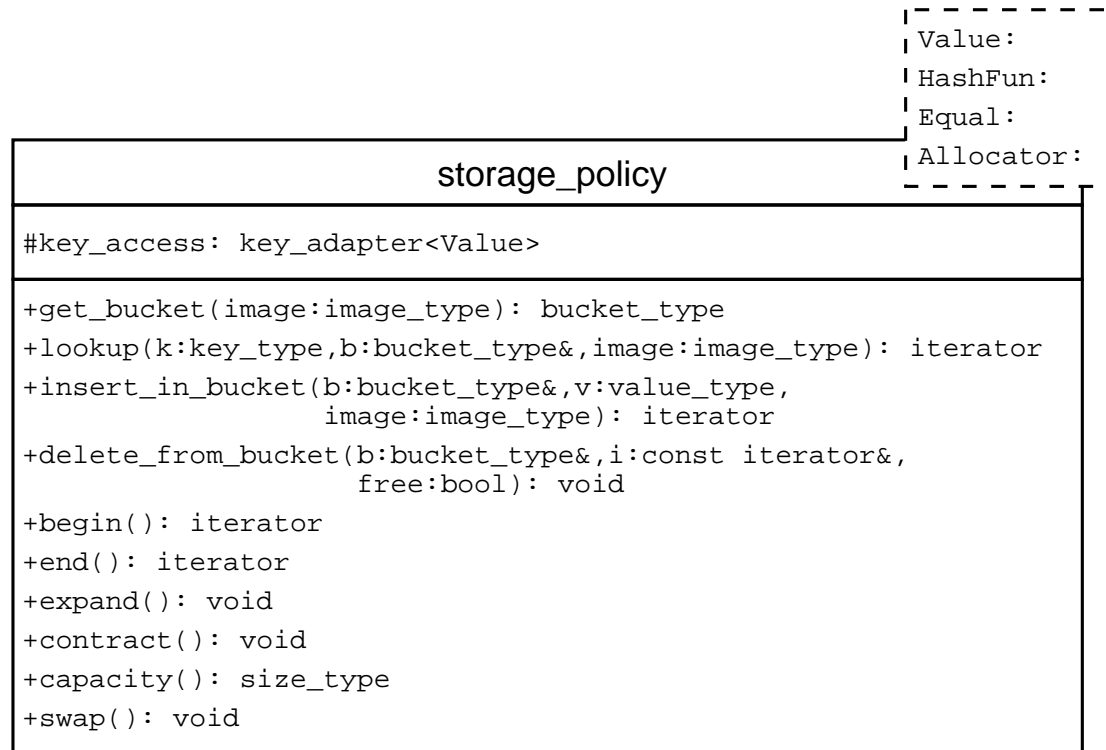 Value:
HashFun:
Equal:
Allocator:
storage_policy
#key_access: key_adapter<Value>
+get_bucket(image:image_type): bucket_type
+lookup(k:key_type,b:bucket_type&,image:image_type): iterator
+insert_in_bucket(b:bucket_type&,v:value_type,
image:image_type): iterator
+delete_from_bucket(b:bucket_type&,i:const iterator&,
free:bool): void
+begin(): iterator
+end(): iterator
+expand(): void
+contract(): void
+capacity(): size_type
+swap(): void